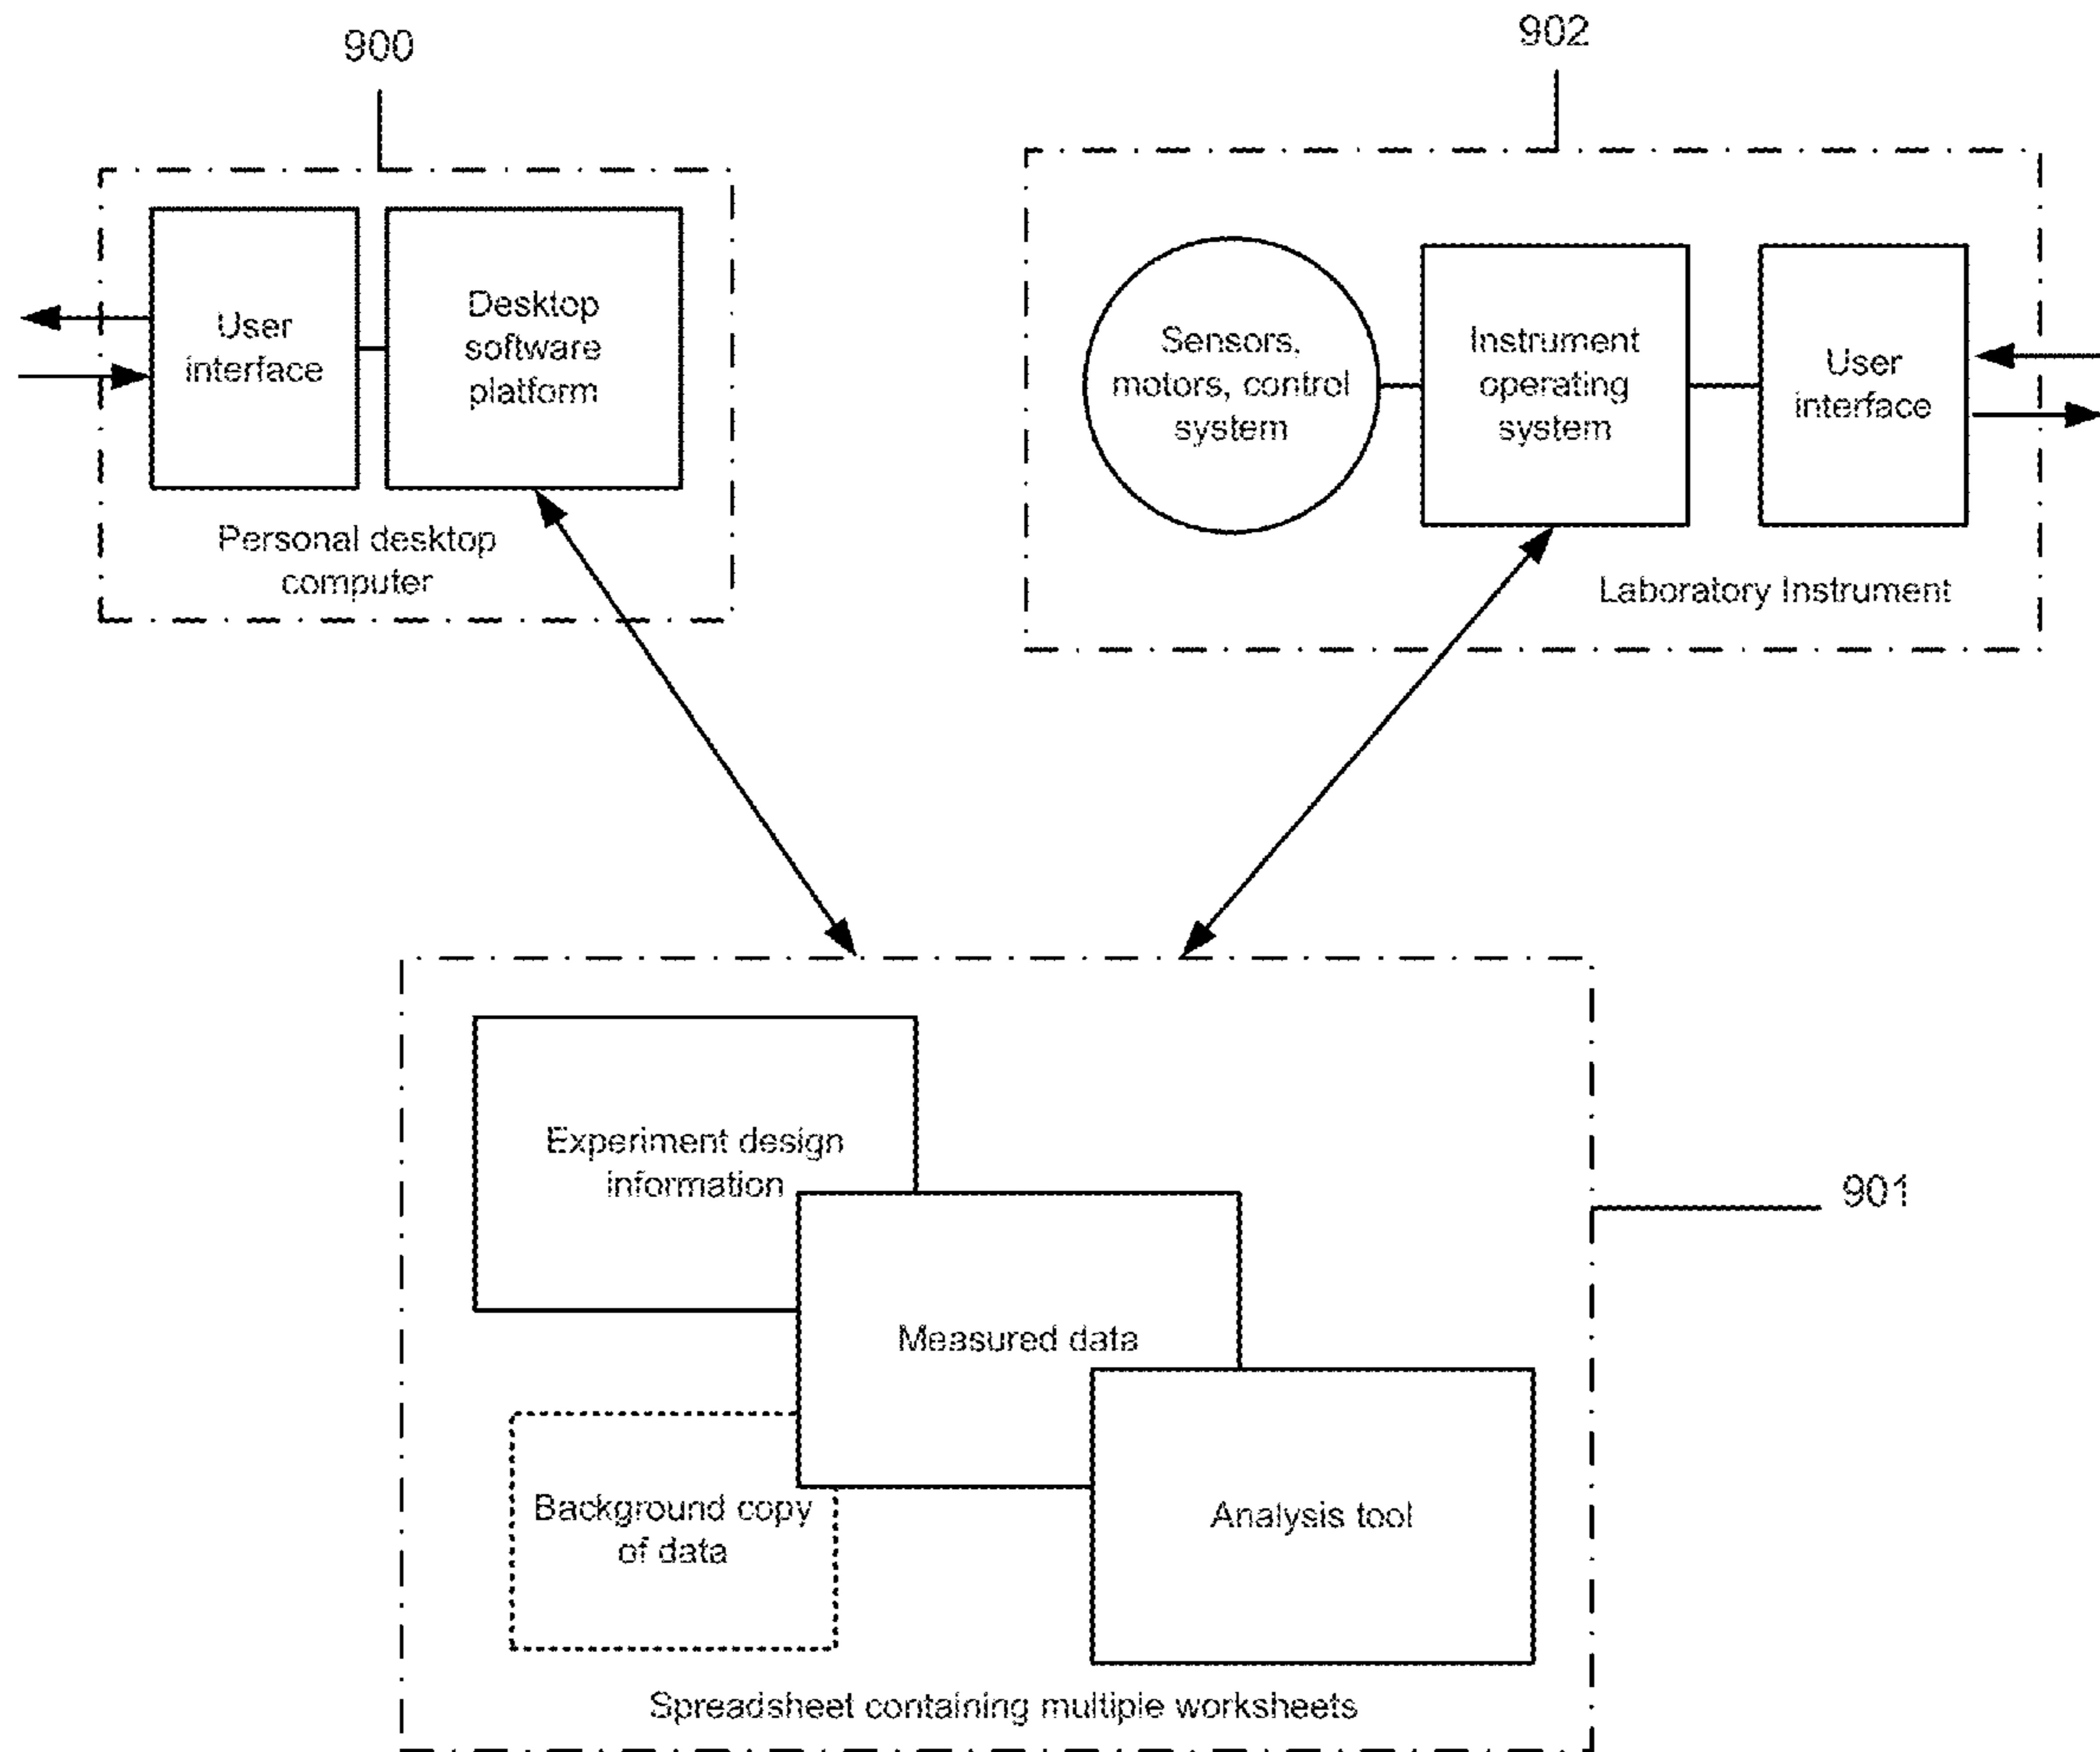 900
902
User
interface
Desktop
software
platform
Personal desktop
computer
Sensors,
motors, control
system
Instrument
operating
system
User
interface
Laboratory Instrument
Experiment design
information
901
Measured data
Background copy
of data
Analysis tool
Spreadsheet containing multiple worksheets